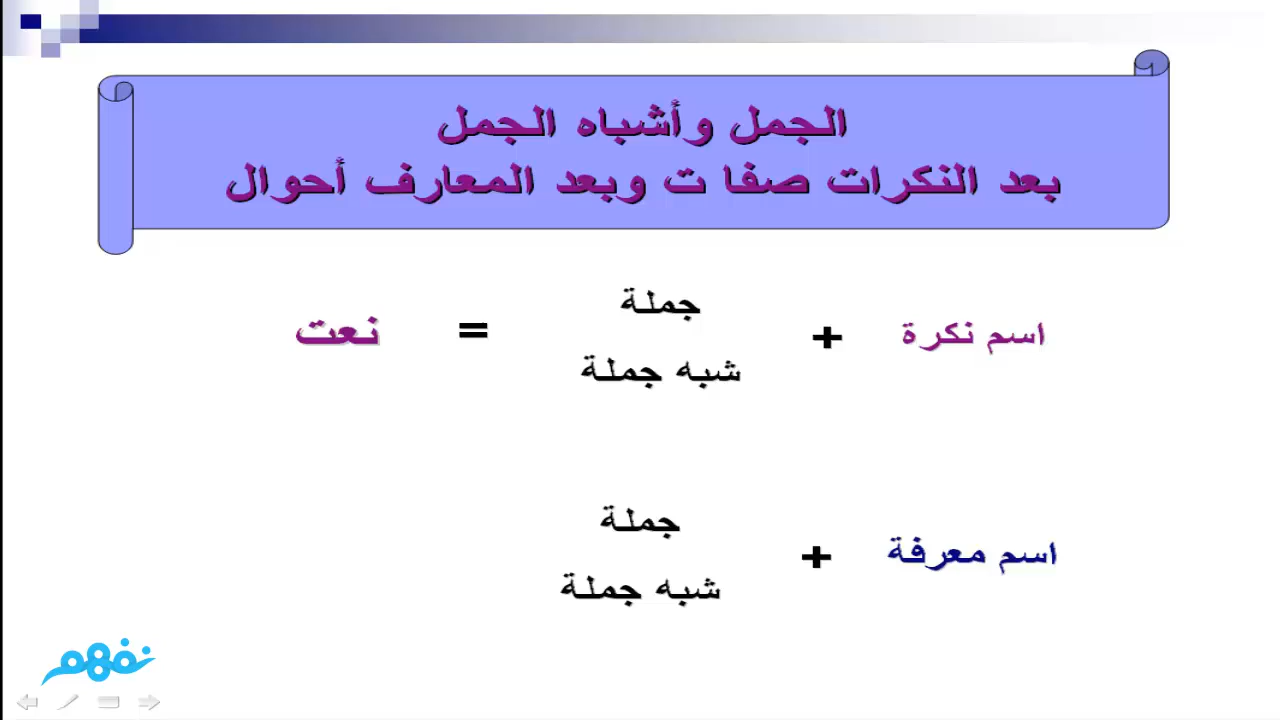 الجمل وأشباه الجمل
بعد النكرات صفا ت وبعد المعارف أحوال
جملة
اسم نكرة + = نعت
شبه جملة
جملة
اسم معرفة +
شبه جملة
نفهم